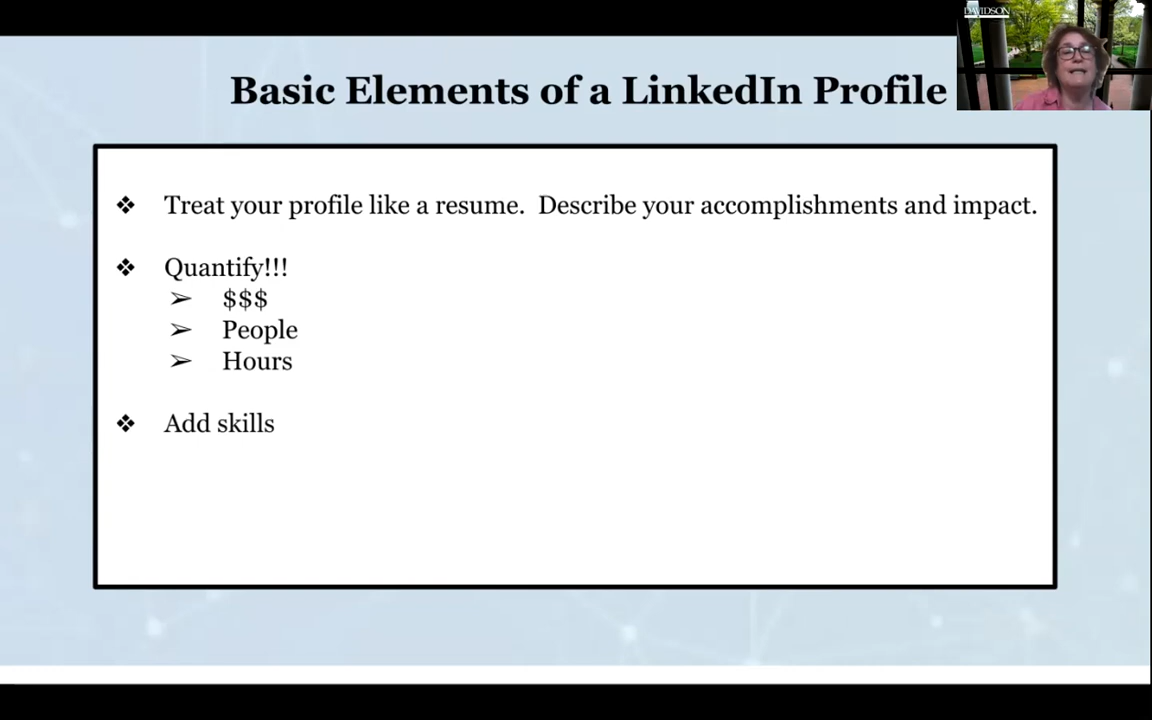 DAVIDSON
Basic Elements of a LinkedIn Profile
❖ Treat your profile like a resume.  Describe your accomplishments and impact.
❖ Quantify!!!
➢ $$$
➢ People
➢ Hours
❖ Add skills